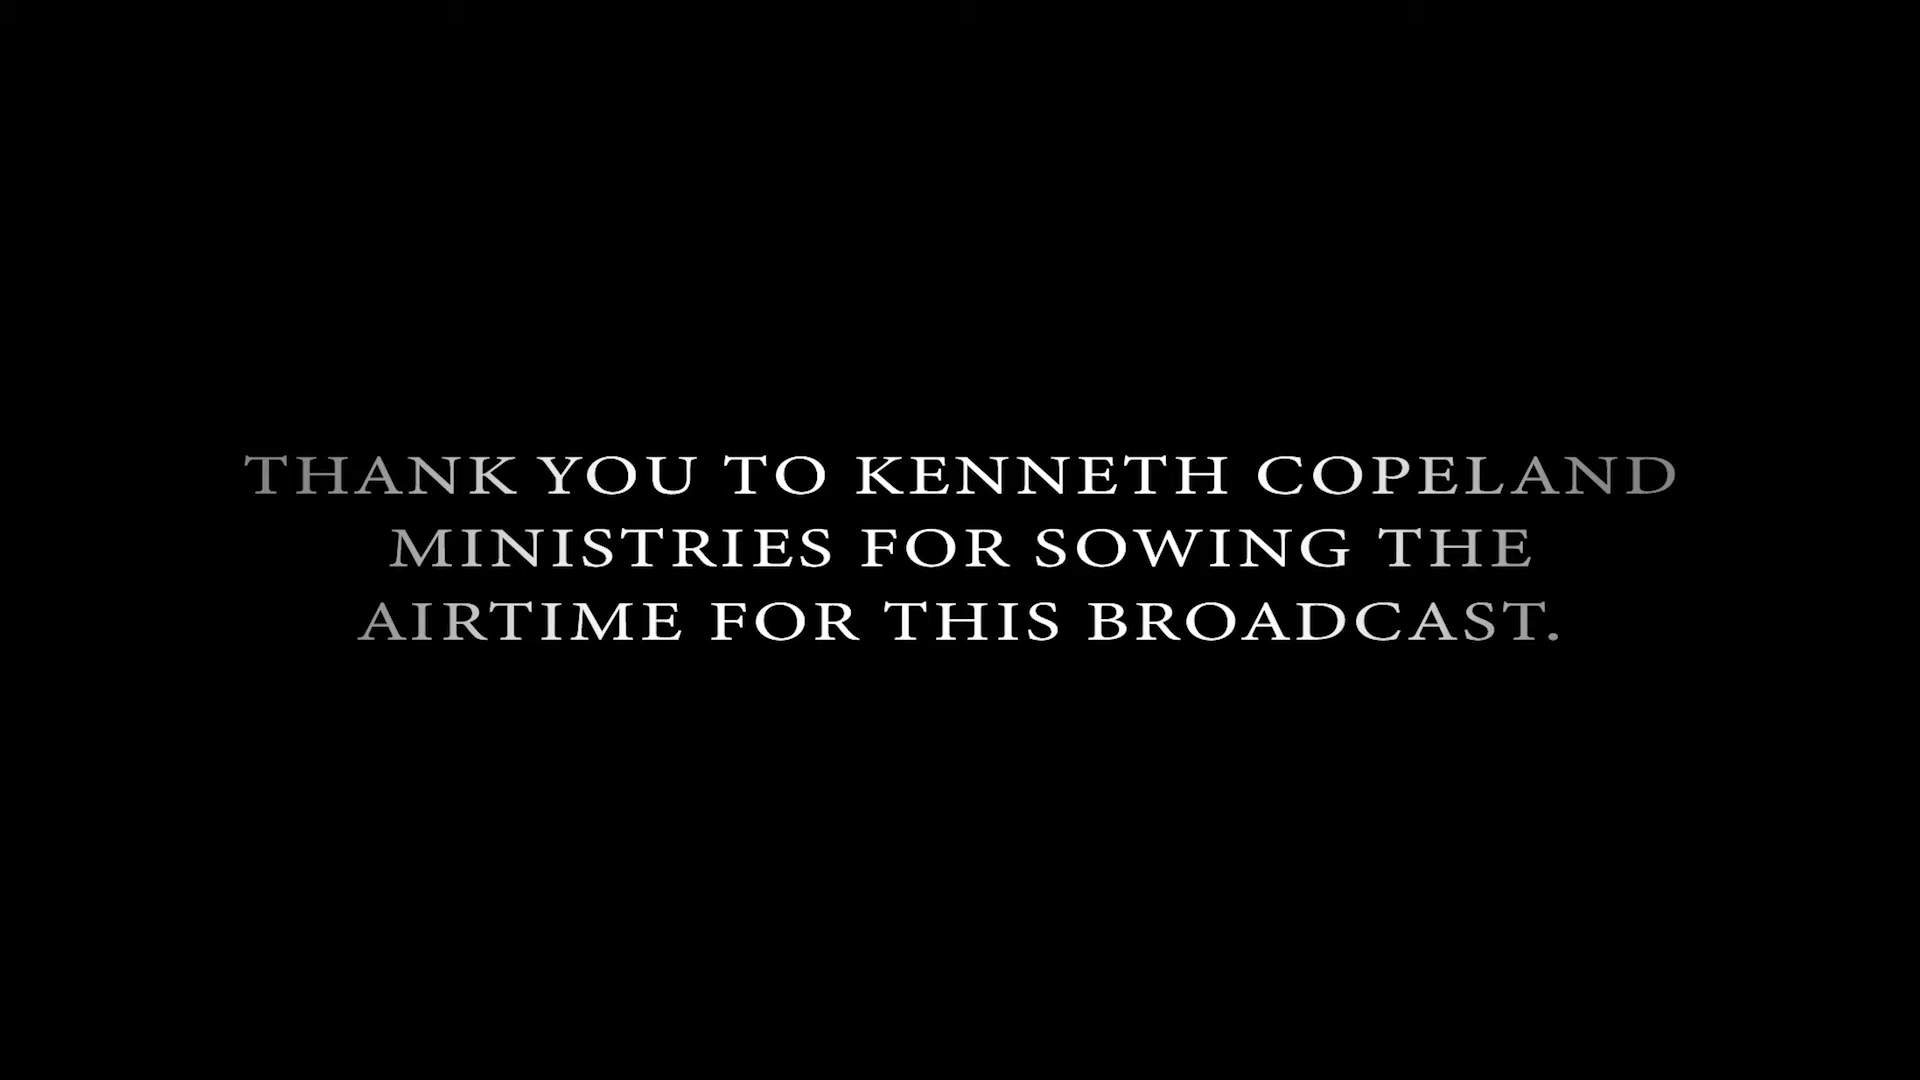 THANK YOU TO KENNETH COPELAND
MINISTRIES FOR SOWING THE
AIRTIME FOR THIS BROADCAST.